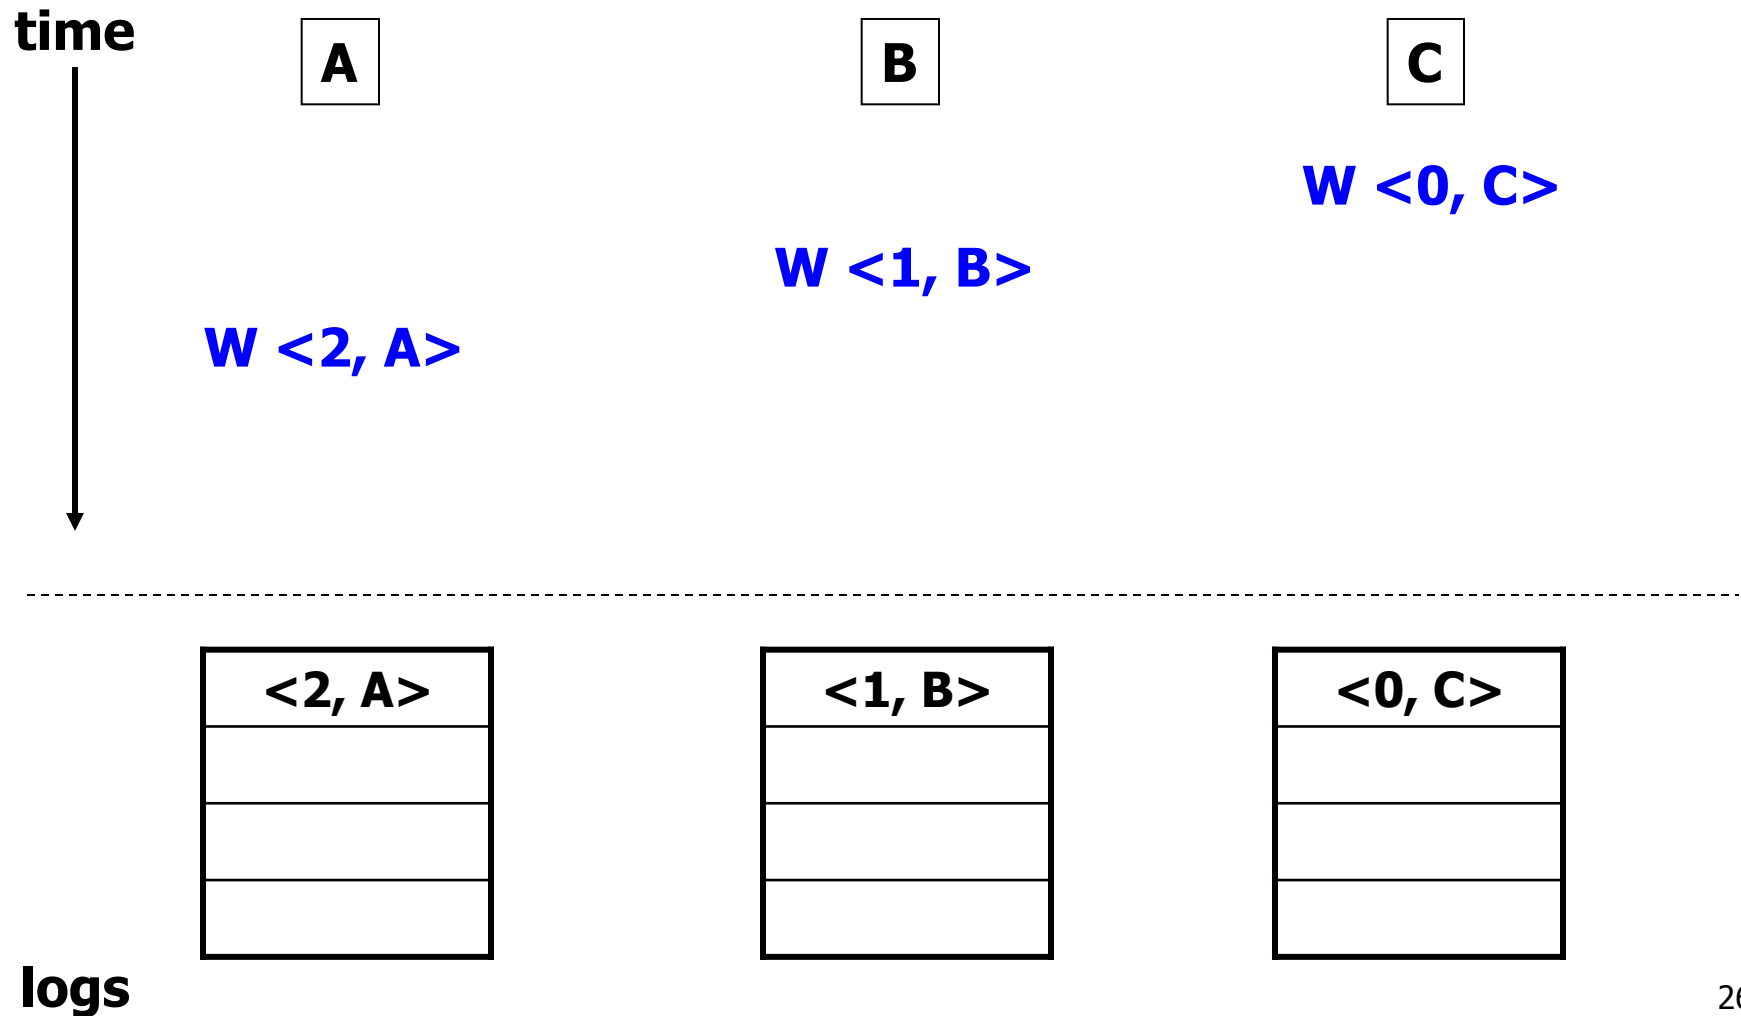 time
A
B
C
W <0, C>
W <1, B>
W <2, A>
<2, A>
<1, B>
<0, C>
logs